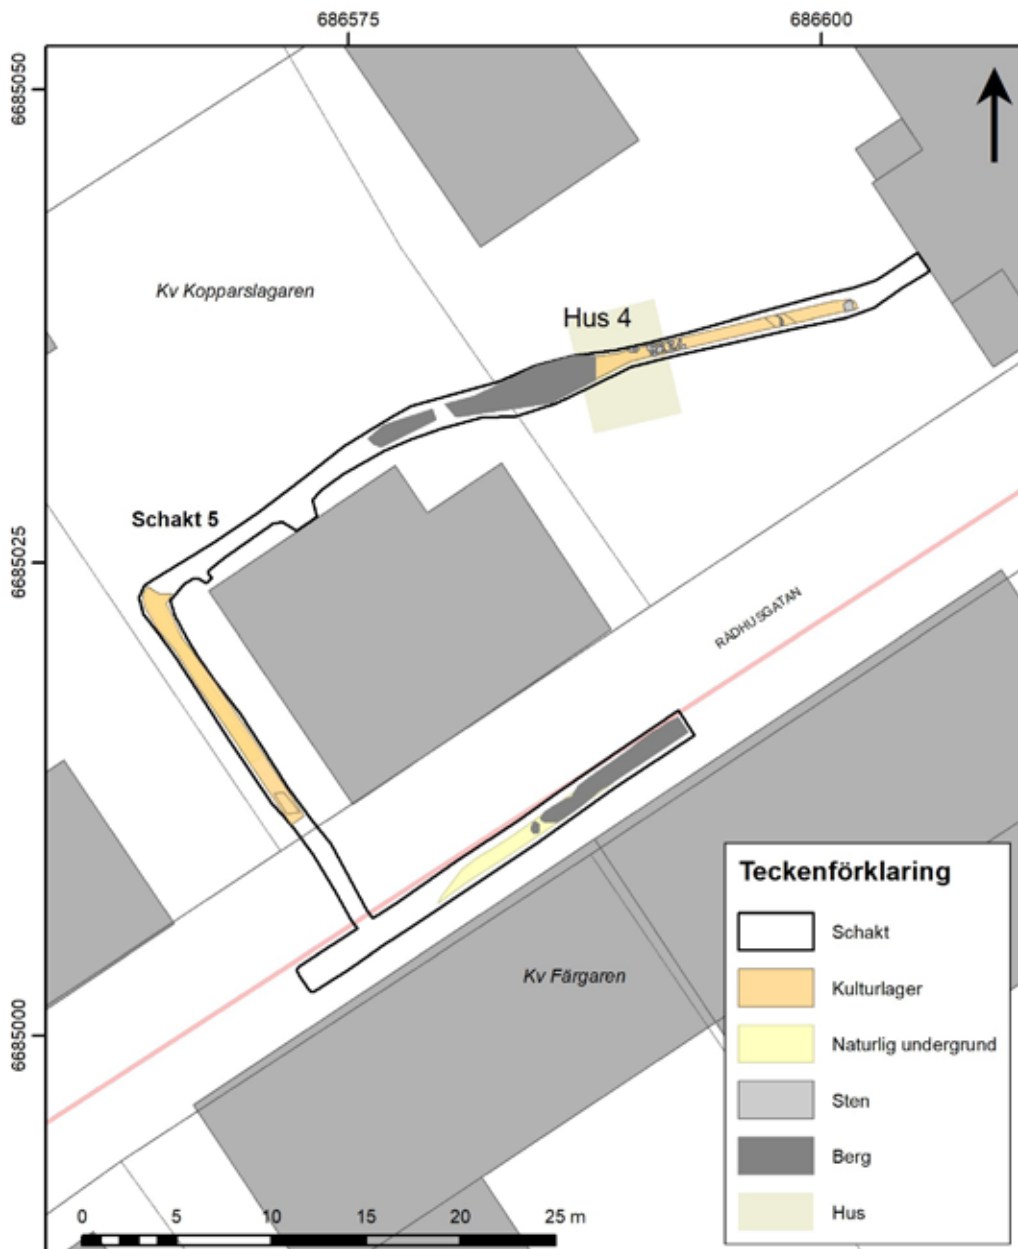 686575
686600
6685050
Kv Kopparslagaren
Hus 4
Schakt 5
6685025
RÅDHUSGATAN
Kv Färgaren
6685000
Teckenförklaring
Schakt
Kulturlager
Naturlig undergrund
Sten
Berg
Hus
0 5 10 15 20 25 m